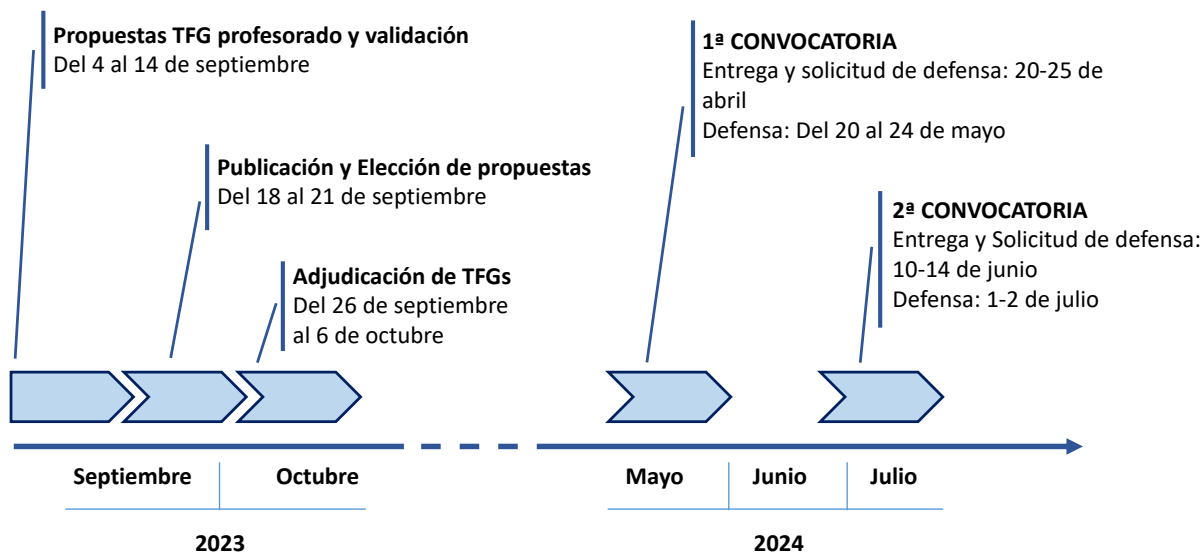 Propuestas TFG profesorado y validación
Del 4 al 14 de septiembre
Publicación y Elección de propuestas
Del 18 al 21 de septiembre
Adjudicación de TFGs
Del 26 de septiembre
al 6 de octubre
1ª CONVOCATORIA
Entrega y solicitud de defensa: 20-25 de
abril
Defensa: Del 20 al 24 de mayo
2ª CONVOCATORIA
Entrega y Solicitud de defensa:
10-14 de junio
Defensa: 1-2 de julio
Septiembre
Octubre
Mayo
Junio
Julio
2023
2024